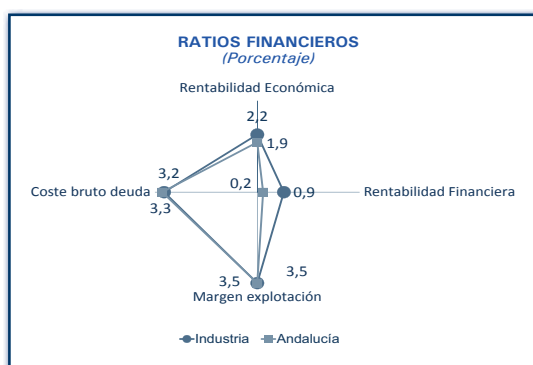 RATIOS FINANCIEROS
(Porcentaje)
Rentabilidad Económica
2,2
1,9
3,2
Coste bruto deuda
0,2
0,9
Rentabilidad Financiera
3,3
3,5
3,5
Margen explotación
Industria
Andalucía